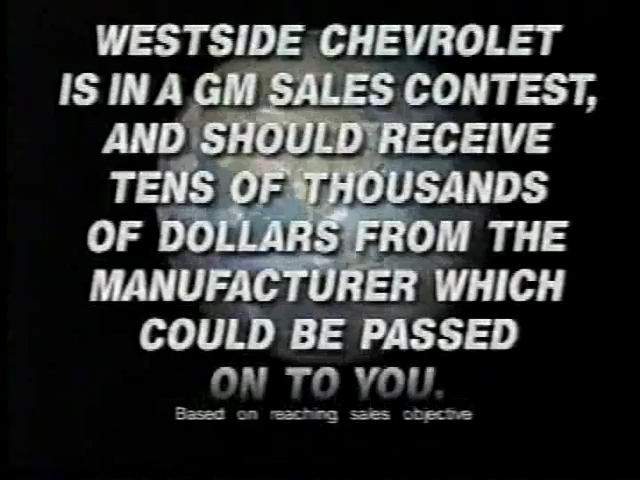 WESTSIDE CHEVROLET
IS IN A GM SALES CONTEST,
AND SHOULD RECEIVE
TENS OF THOUSANDS
OF DOLLARS FROM THE
MANUFACTURER WHICH
COULD BE PASSED
ON TO YOU.
Based on reaching sales objective